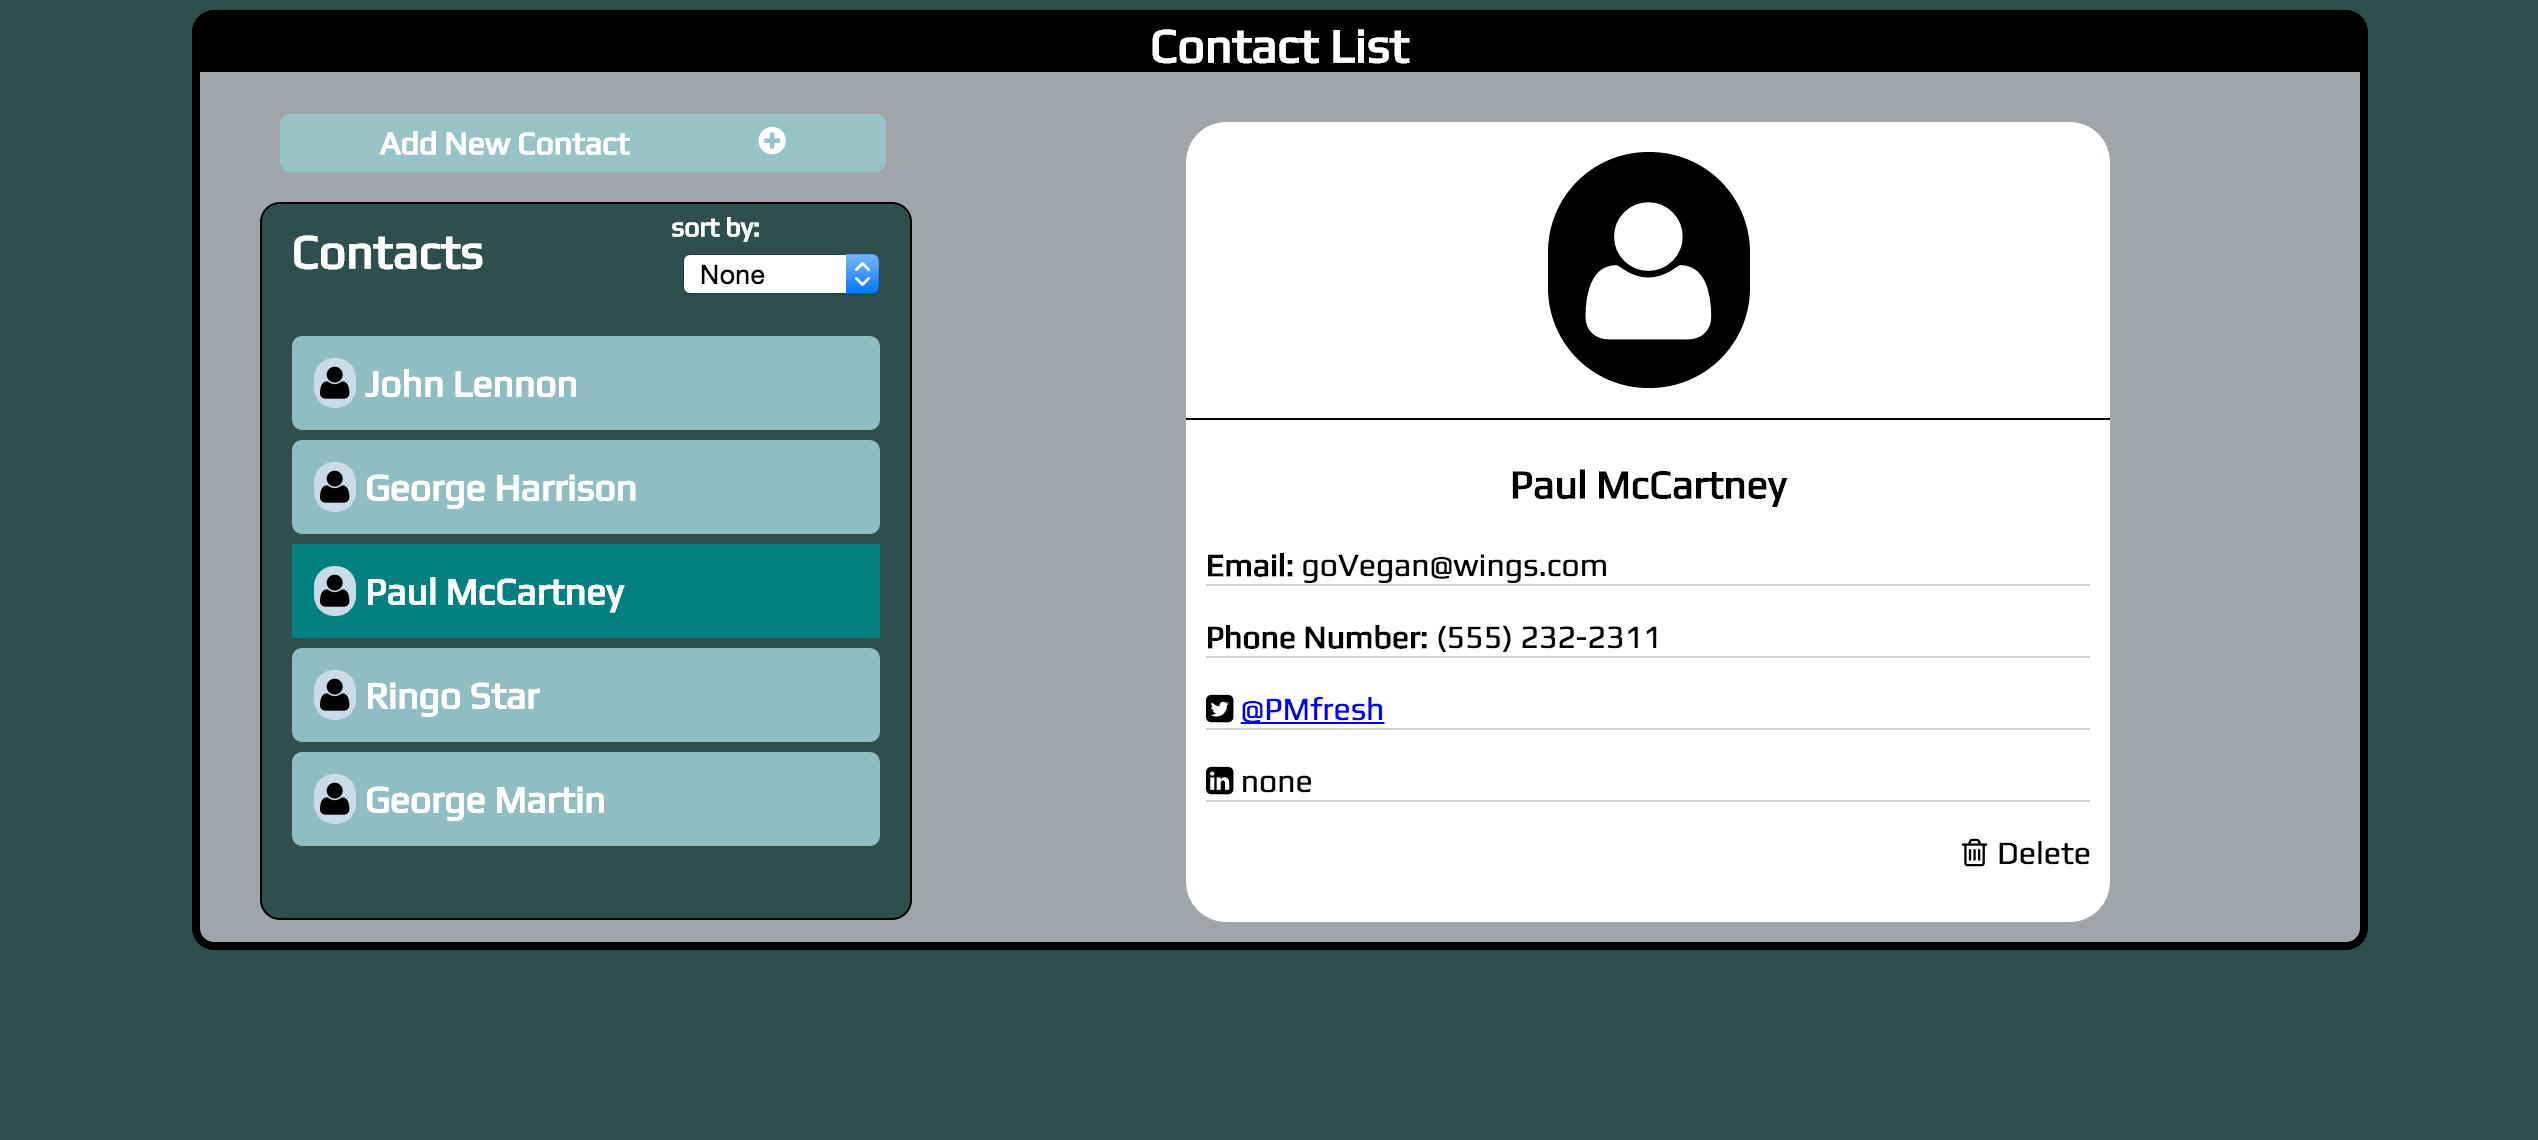 Contact List
Add New Contact
Contacts
sort by:
None
John Lennon
George Harrison
Paul McCartney
Ringo Star
George Martin
Paul McCartney
Email: goVegan@wings.com
Phone Number: (555) 232-2311
@PMfresh
in none
Delete